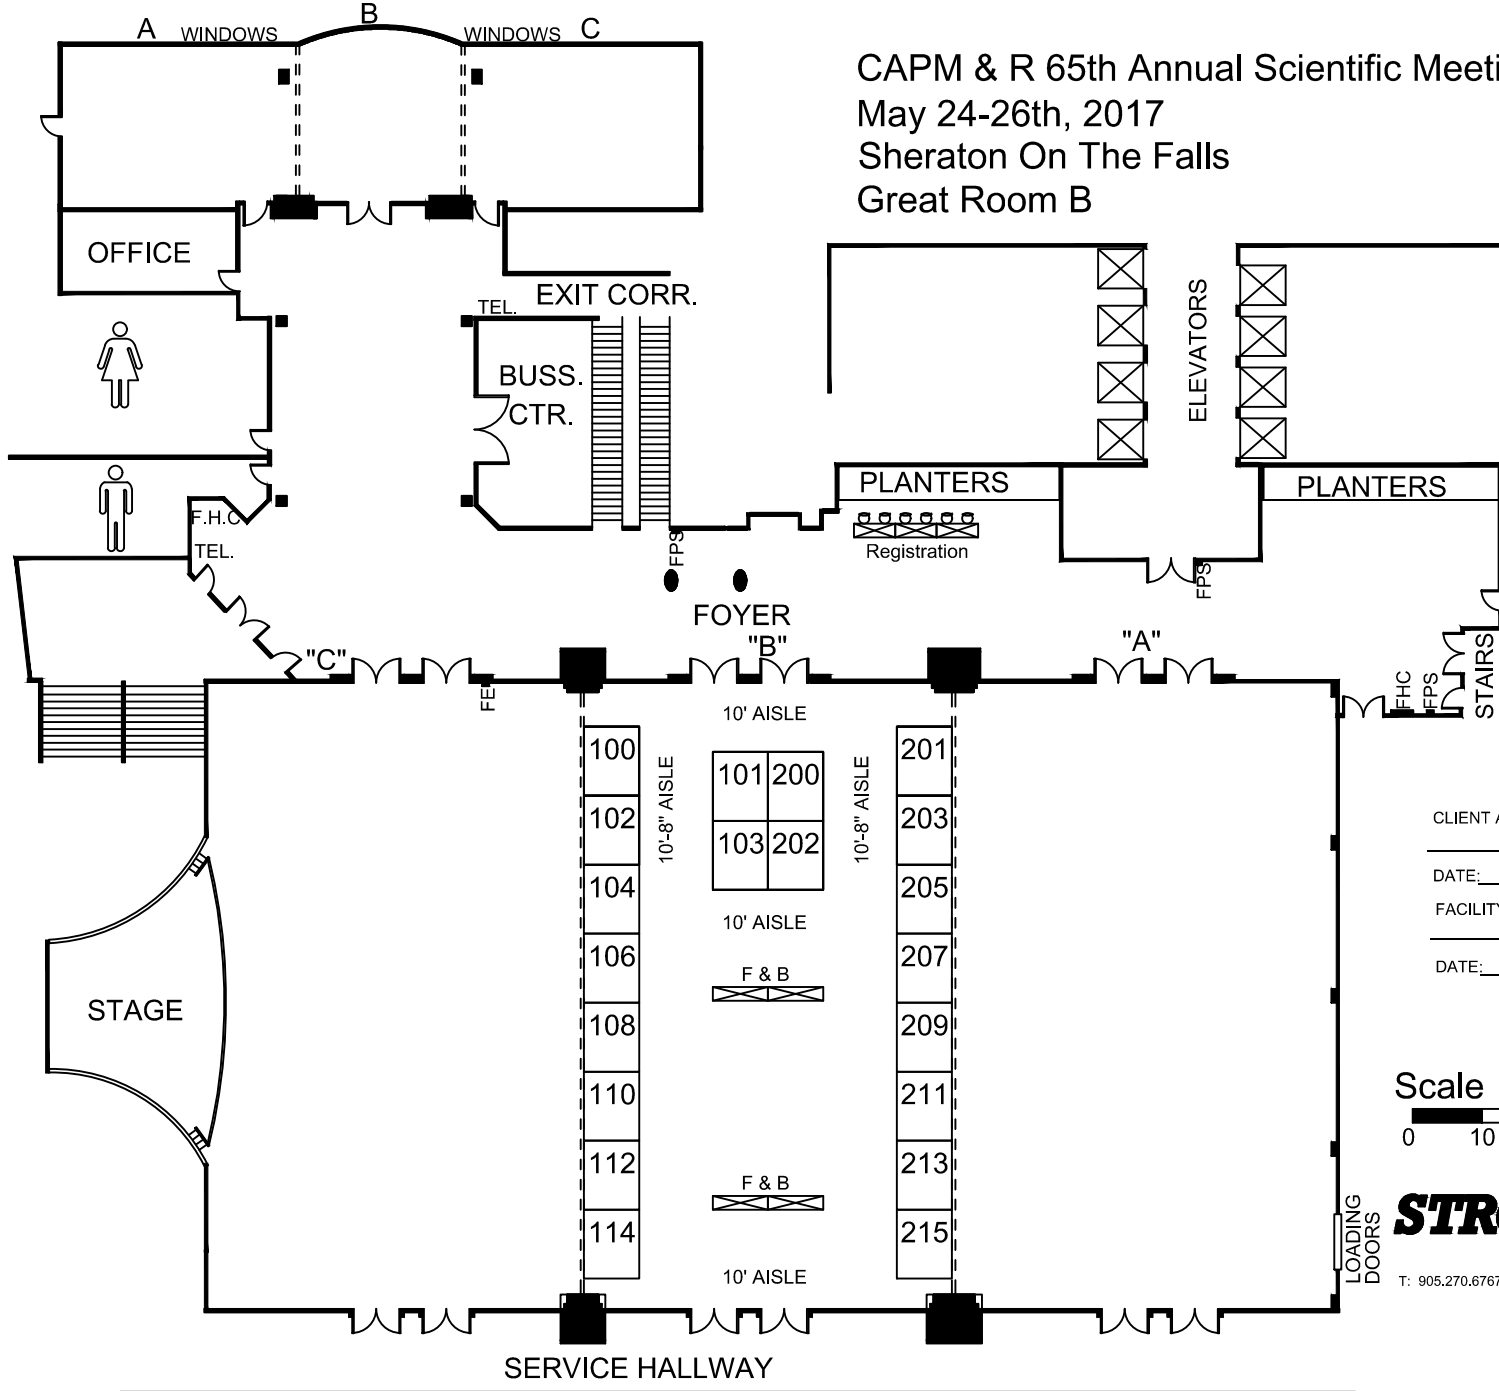 A WINDOWS B WINDOWS C
CAPM & R 65th Annual Scientific Meeti
May 24-26th, 2017
Sheraton On The Falls
Great Room B
OFFICE
EXIT CORR.
TEL.
BUSS.
CTR.
ELEVATORS
PLANTERS
PLANTERS
Registration
F.H.C
TEL.
FPS
FPS
FOYER
"C"
"B"
"A"
FE
FHC
FPS
STAIRS
10' AISLE
100
102
104
106
108
110
112
114
10'-8" AISLE
101 200
103 202
10'-8" AISLE
201
203
205
207
209
211
213
215
10' AISLE
F & B
F & B
10' AISLE
STAGE
CLIENT A
DATE:
FACILITY
DATE:
Scale
0 10
LOADING
DOORS
T: 905.270.6767
SERVICE HALLWAY